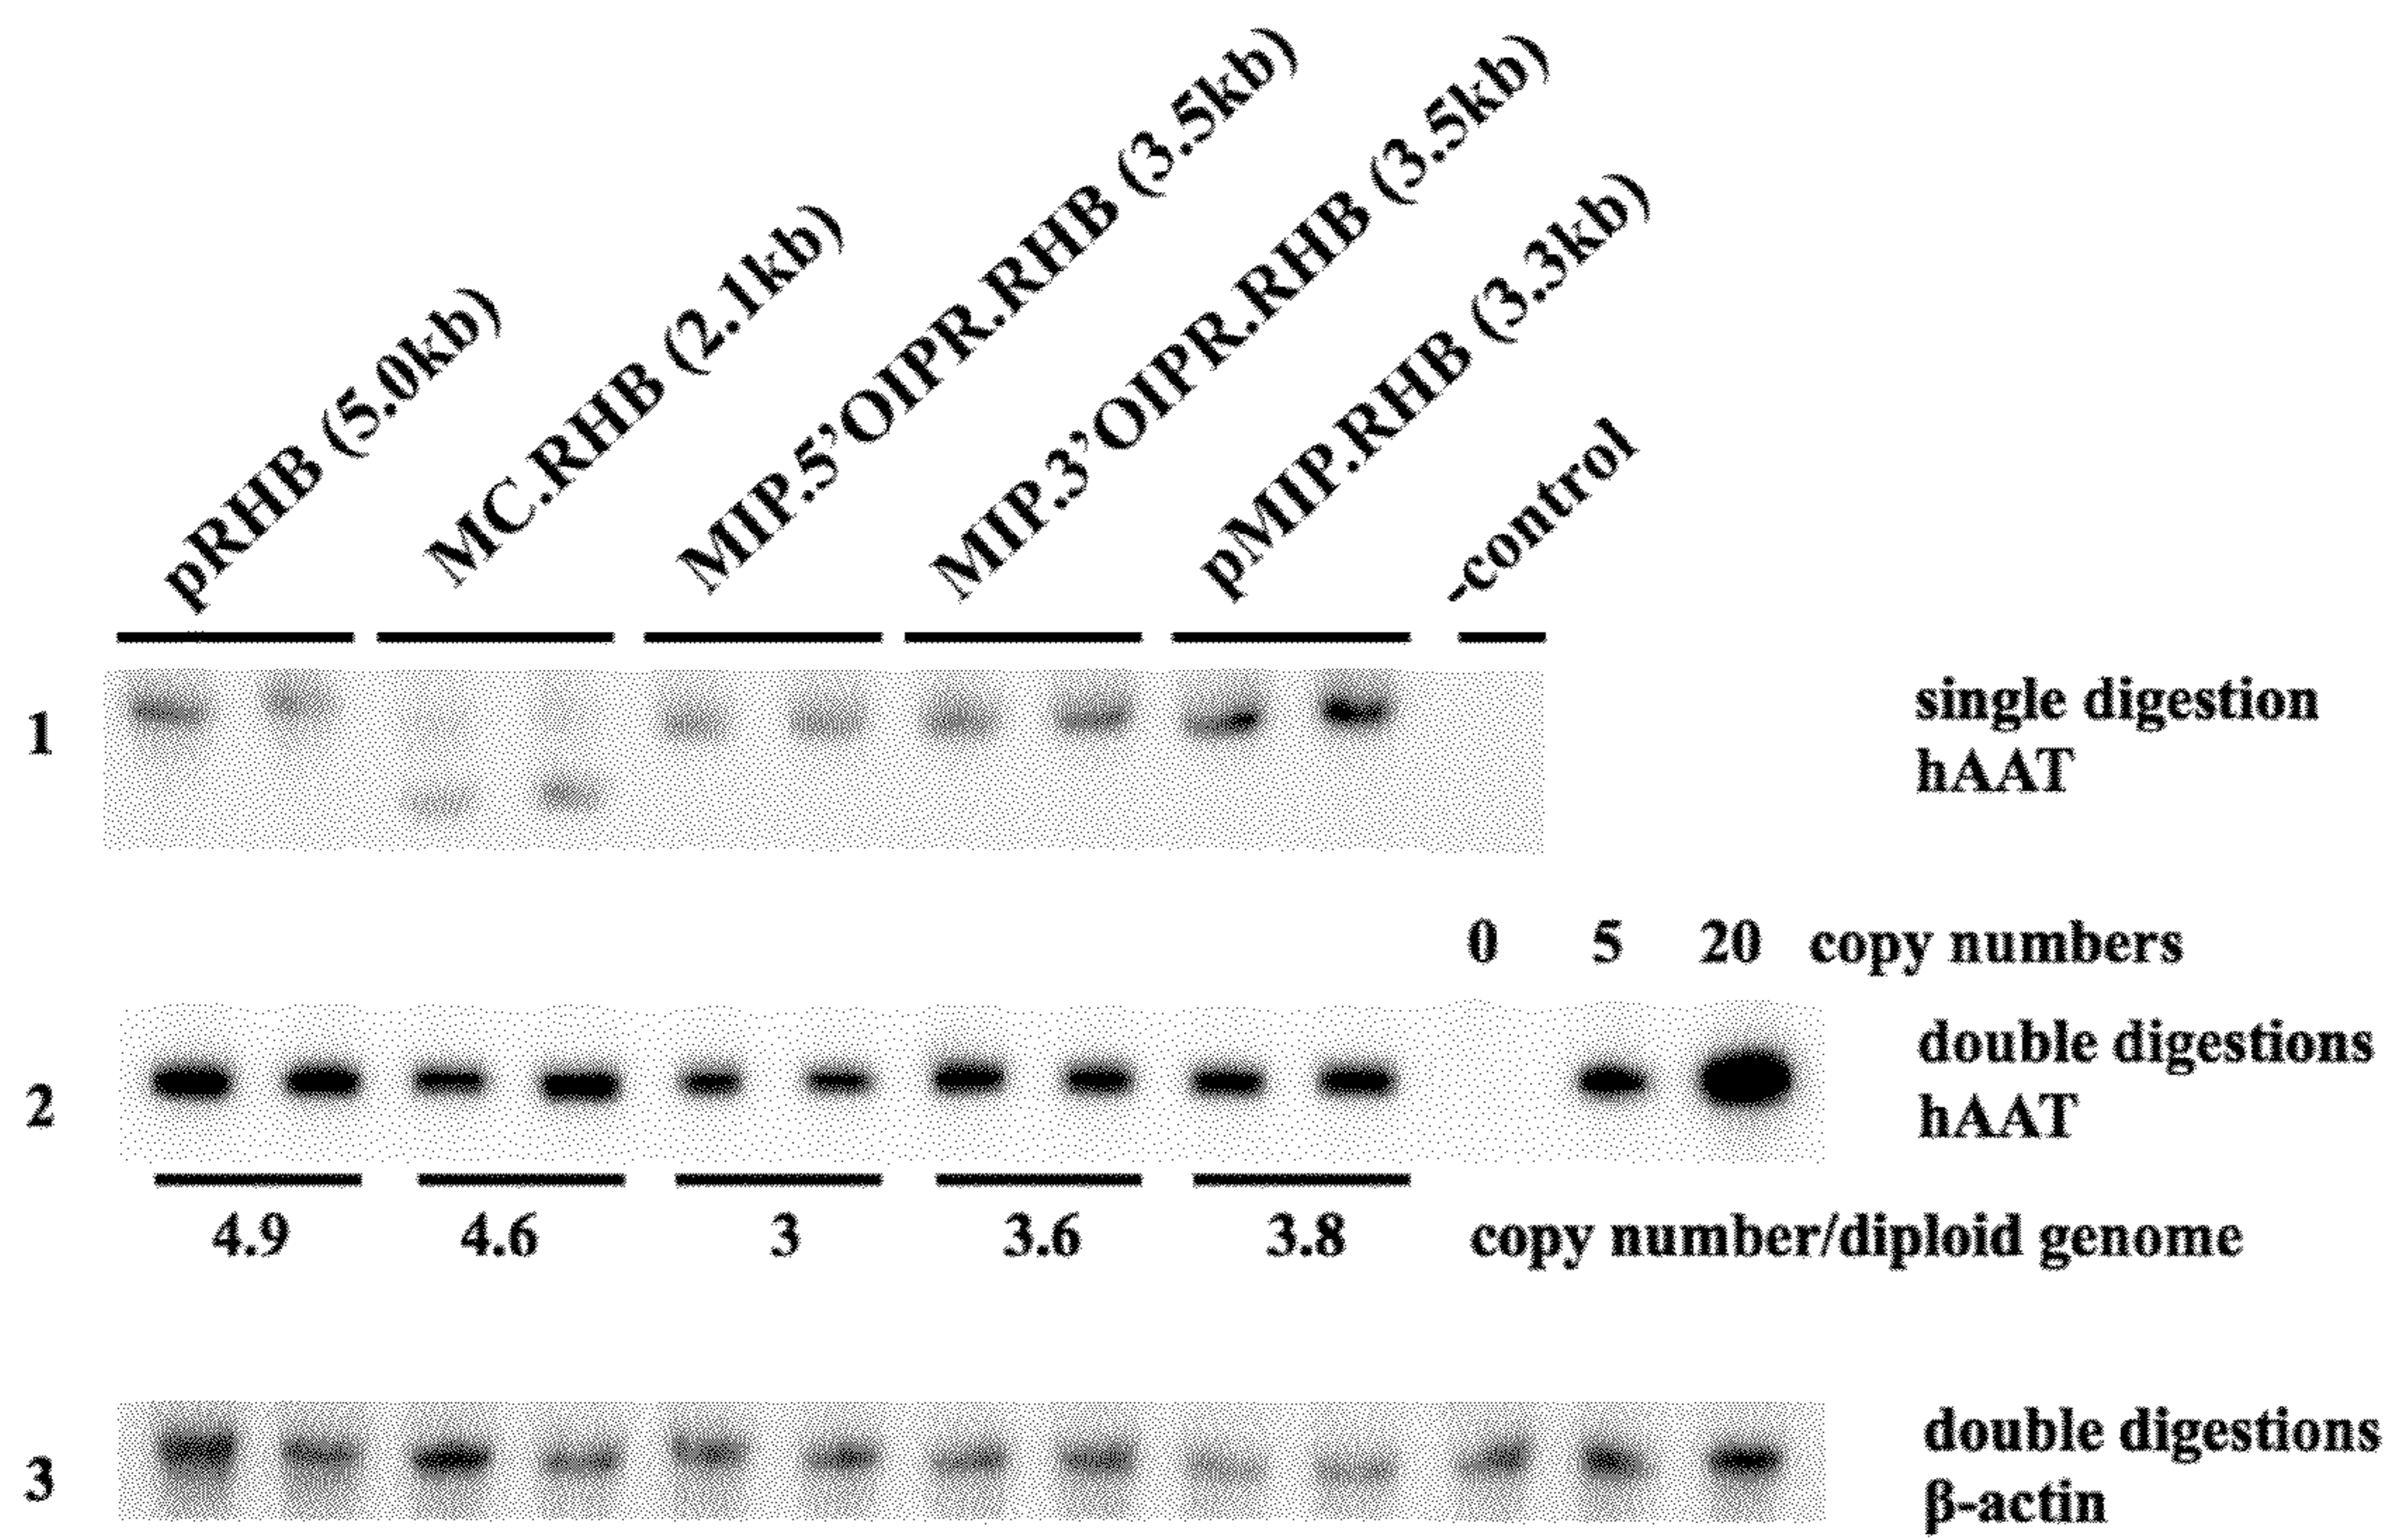 pRHB (5.0kb)
MC.RHB (2.1kb)
MIP.5’OIPR.RHB (3.5kb)
MIP.3’OIPR.RHB (3.5kb)
pMIP.RHB (3.3kb)
-control
1
single digestion
hAAT
0 5 20 copy numbers
2
double digestions
hAAT
4.9 4.6 3 3.6 3.8 copy number/diploid genome
3
double digestions
β-actin